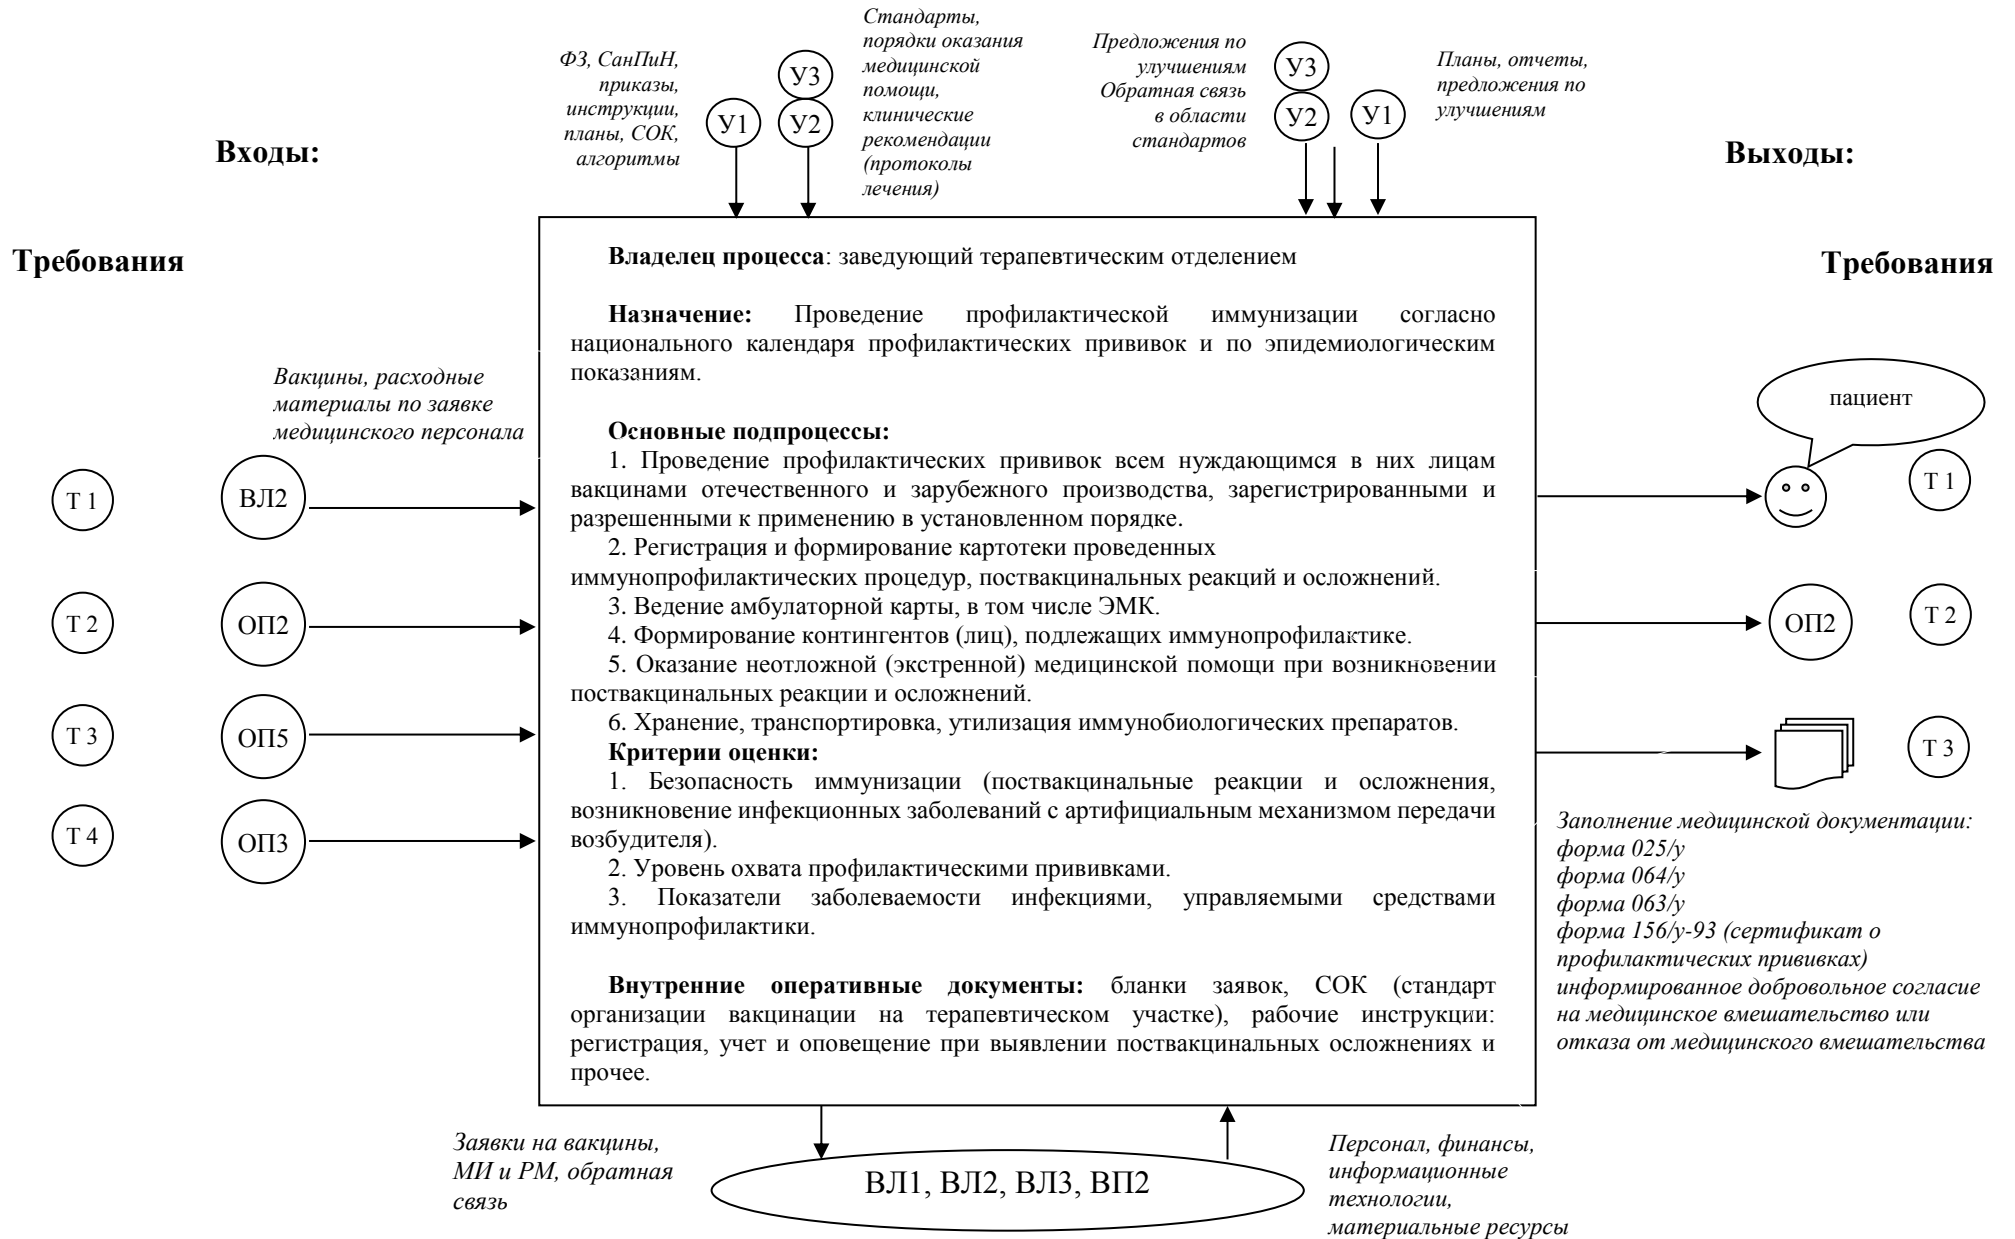 ФЗ, СанПиН,
приказы,
инструкции,
планы, СОК,
алгоритмы
У1
У3
У2
Стандарты,
порядки оказания
медицинской
помощи,
клинические
рекомендации
(протоколы
лечения)
Предложения по
улучшениям
Обратная связь
в области
стандартов
У3
У2
У1
Планы, отчеты,
предложения по
улучшениям
Входы:
Выходы:
Требования
Требования
Вакцины, расходные
материалы по заявке
медицинского персонала
Т 1
ВЛ2
Т 2
ОП2
Т 3
ОП5
Т 4
ОП3
Владелец процесса: заведующий терапевтическим отделением
Назначение: Проведение профилактической иммунизации согласно
национального календаря профилактических прививок и по эпидемиологическим
показаниям.
Основные подпроцессы:
1. Проведение профилактических прививок всем нуждающимся в них лицам
вакцинами отечественного и зарубежного производства, зарегистрированными и
разрешенными к применению в установленном порядке.
2. Регистрация и формирование картотеки проведенных
иммунопрофилактических процедур, поствакцинальных реакций и осложнений.
3. Ведение амбулаторной карты, в том числе ЭМК.
4. Формирование контингентов (лиц), подлежащих иммунопрофилактике.
5. Оказание неотложной (экстренной) медицинской помощи при возникновении
поствакцинальных реакции и осложнений.
6. Хранение, транспортировка, утилизация иммунобиологических препаратов.
Критерии оценки:
1. Безопасность иммунизации (поствакцинальные реакции и осложнения,
возникновение инфекционных заболеваний с артифициальным механизмом передачи
возбудителя).
2. Уровень охвата профилактическими прививками.
3. Показатели заболеваемости инфекциями, управляемыми средствами
иммунопрофилактики.
Внутренние оперативные документы: бланки заявок, СОК (стандарт
организации вакцинации на терапевтическом участке), рабочие инструкции:
регистрация, учет и оповещение при выявлении поствакцинальных осложнениях и
прочее.
пациент
Т 1
ОП2
Т 2
Т 3
Заполнение медицинской документации:
форма 025/у
форма 064/у
форма 063/у
форма 156/у-93 (сертификат о
профилактических прививках)
информированное добровольное согласие
на медицинское вмешательство или
отказа от медицинского вмешательства
Заявки на вакцины,
МИ и РМ, обратная
связь
ВЛ1, ВЛ2, ВЛ3, ВП2
Персонал, финансы,
информационные
технологии,
материальные ресурсы